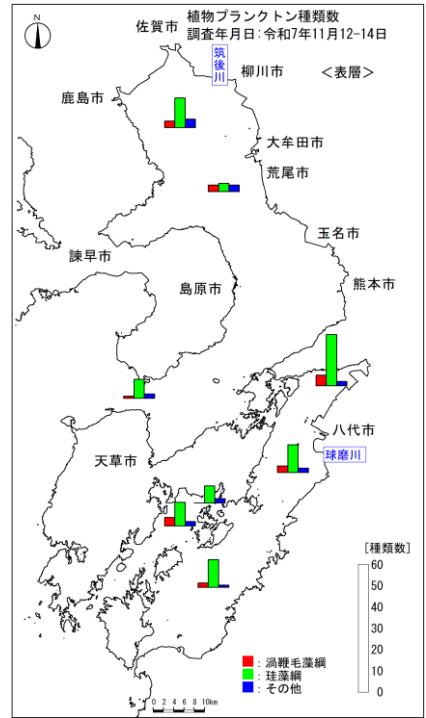 植物プランクトン種類数
調査年月日:令和7年11月12-14日
N
佐賀市
筑後川
柳川市
<表層>
鹿島市
大牟田市
荒尾市
玉名市
諫早市
島原市
熊本市
八代市
球磨川
天草市
[種類数]
60
50
40
30
20
10
0
:渦鞭毛藻綱
:珪藻綱
:その他
0 2 4 6 8 10km